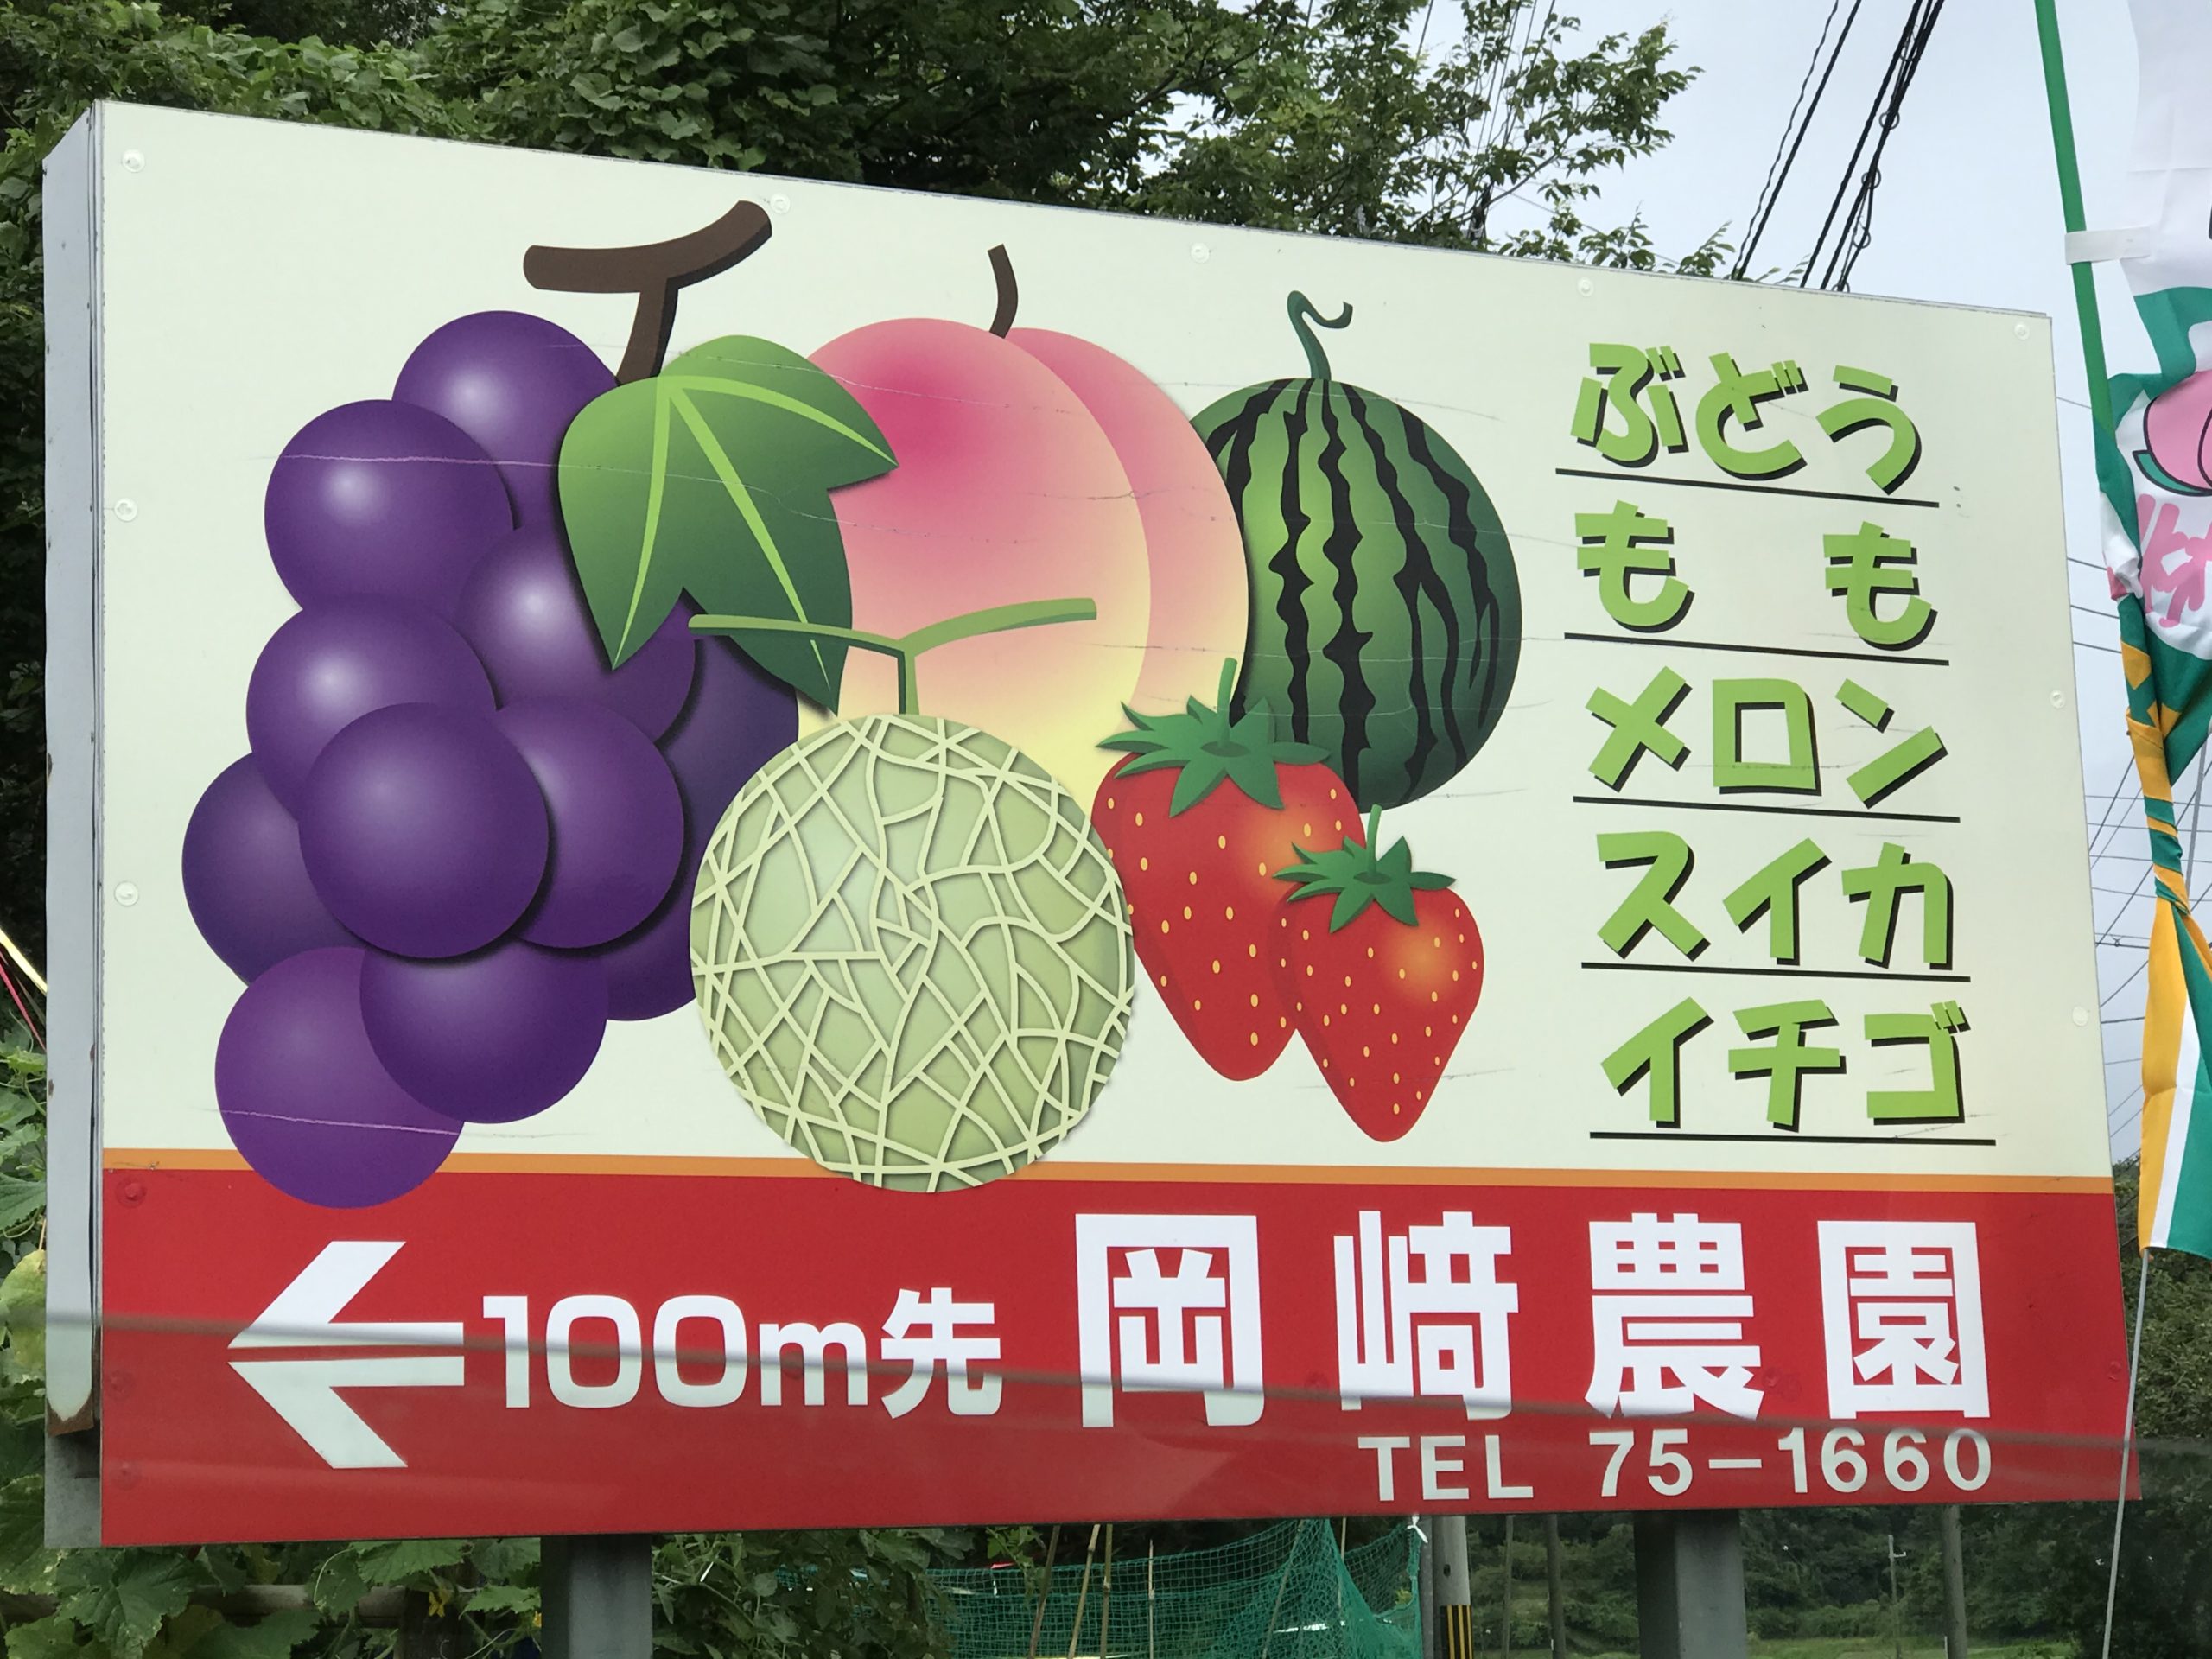 ぶどう
もも
メロン
スイカ
イチゴ
←100m先 岡﨑農園
TEL 75-1660